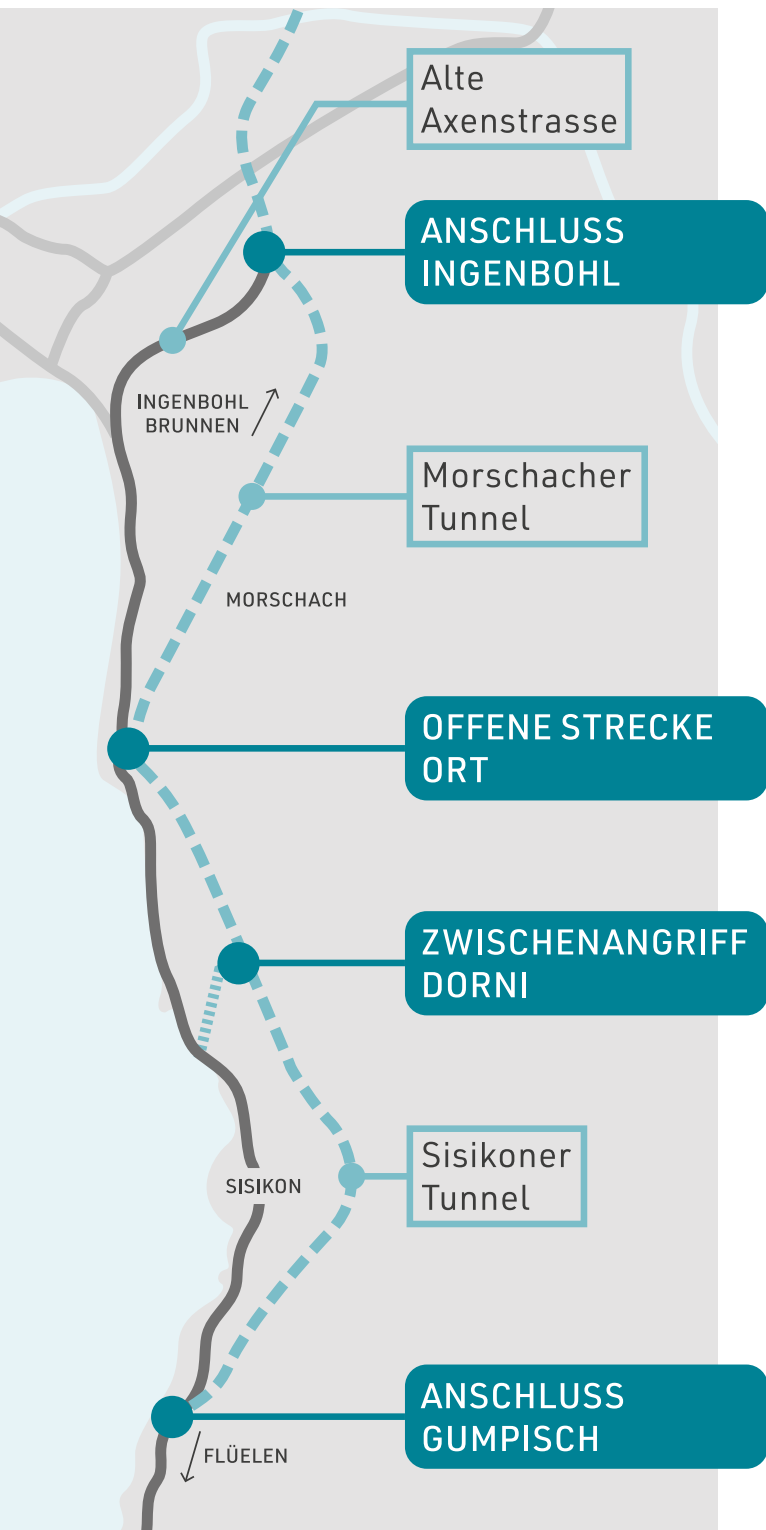 Alte
Axenstrasse
ANSCHLUSS
INGENBOHL
INGENBOHL
BRUNNEN
Morschacher
Tunnel
MORSCHACH
OFFENE STRECKE
ORT
ZWISCHENANGRIFF
DORNI
Sisikoner
Tunnel
SISIKON
ANSCHLUSS
GUMPISCH
FLÜELEN